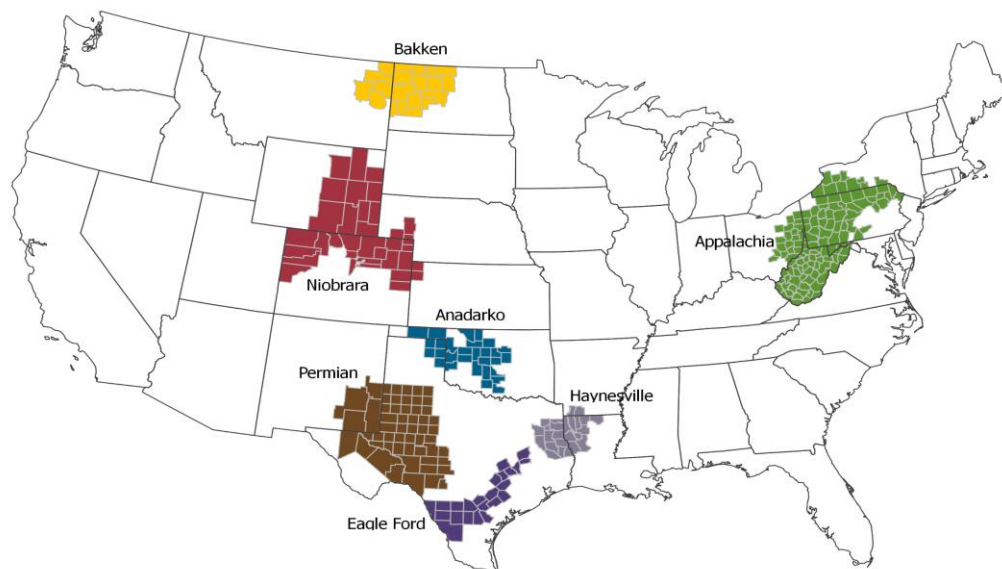 Bakken
Appalachia
Niobrara
Anadarko
Permian
Haynesville
Eagle Ford